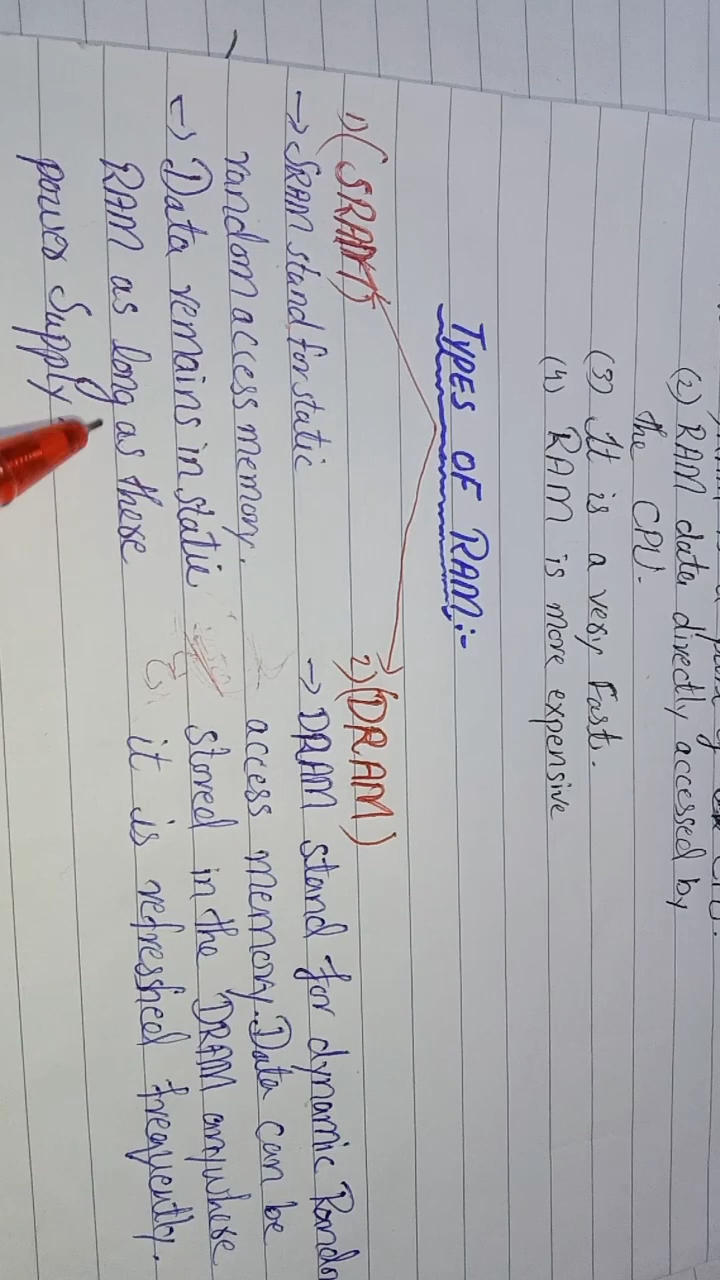 (2) RAM data directly accessed by
the CPU.
(3) It is a very Fast.
(4) RAM is more expensive
TYPES OF RAM:-
1) (SRAM)
→ SRAM stand for static
random access memory.
→ Data remains in static
RAM as long as there
power Supply.
2) (DRAM)
→ DRAM stand for dynamic Rando
access memory. Data can be
stored in the DRAM anywhere
it is refresshed frequently.